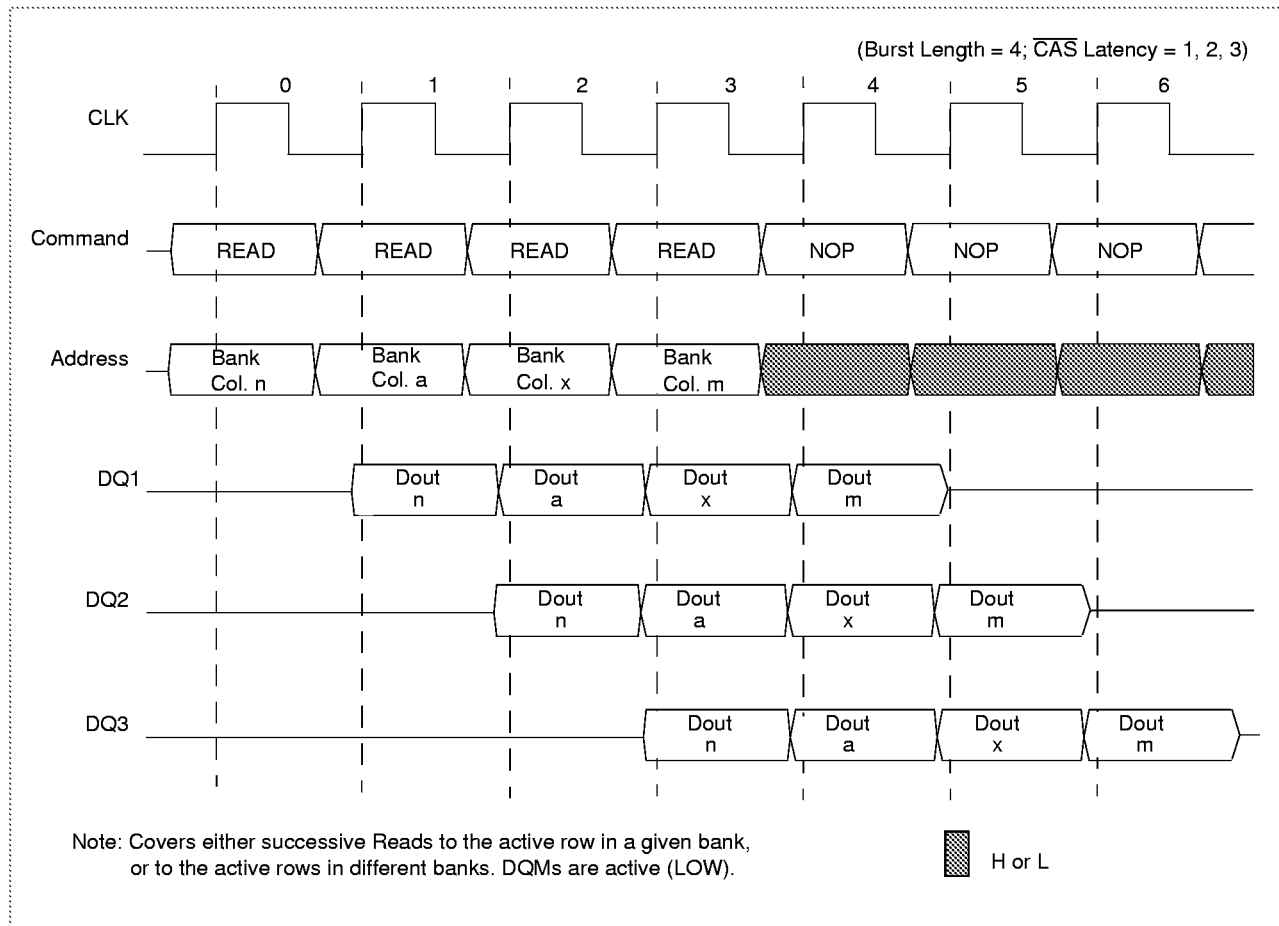 (Burst Length = 4; CAS Latency = 1, 2, 3)
0 1 2 3 4 5 6
CLK
Command READ READ READ READ NOP NOP NOP
Address
Bank Bank Bank Bank
Col. n Col. a Col. x Col. m
DQ1
Dout Dout Dout Dout
n a x m
DQ2
Dout Dout Dout Dout
n a x m
DQ3
Dout Dout Dout Dout
n a x m
Note: Covers either successive Reads to the active row in a given bank,
or to the active rows in different banks. DQMs are active (LOW).
H or L